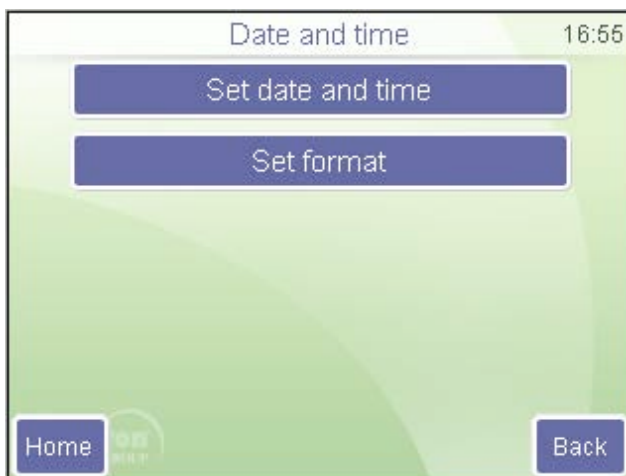 Date and time 16:55
Set date and time
Set format
Home Back